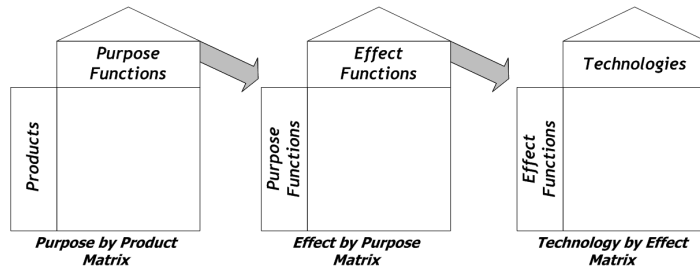 Purpose
Functions
Products
Purpose by Product
Matrix
Effect
Functions
Purpose
Functions
Effect by Purpose
Matrix
Technologies
Effect
Functions
Technology by Effect
Matrix